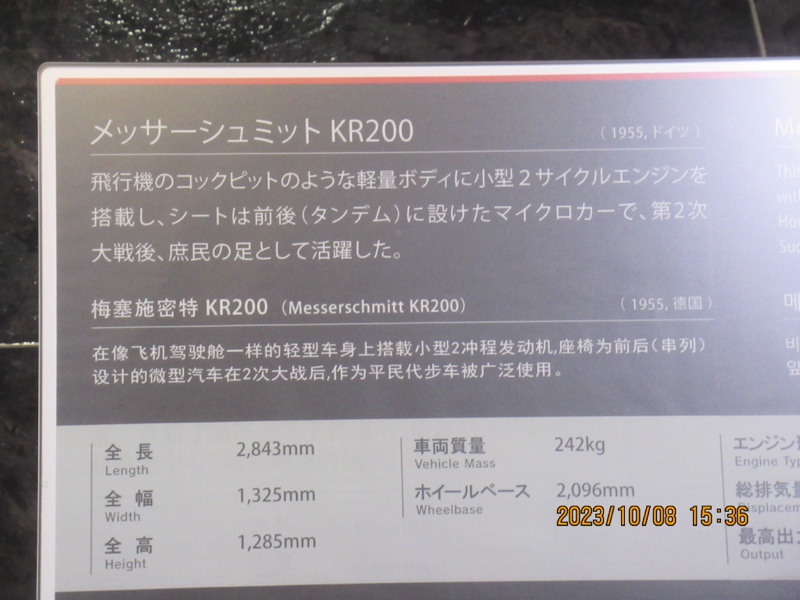 メッサーシュミット KR200 (1955, ドイツ)
飛行機のコックピットのような軽量ボディに小型2サイクルエンジンを
搭載し、シートは前後(タンデム)に設けたマイクロカーで、第2次
大戦後、庶民の足として活躍した。
梅塞施密特 KR200 (Messerschmitt KR200) (1955, 德国)
在像飞机驾驶舱一样的轻型车身上搭载小型2冲程发动机,座椅为前后(串列)
设计的微型汽车在2次大战后,作为平民代步车被广泛使用。
全 長 2,843mm
Length
全 幅 1,325mm
Width
全 高 1,285mm
Height
車両質量 242kg
Vehicle Mass
ホイールベース 2,096mm
Wheelbase
エンジン
Engine
総排気量
最高出
Output
2023/10/08 15:36